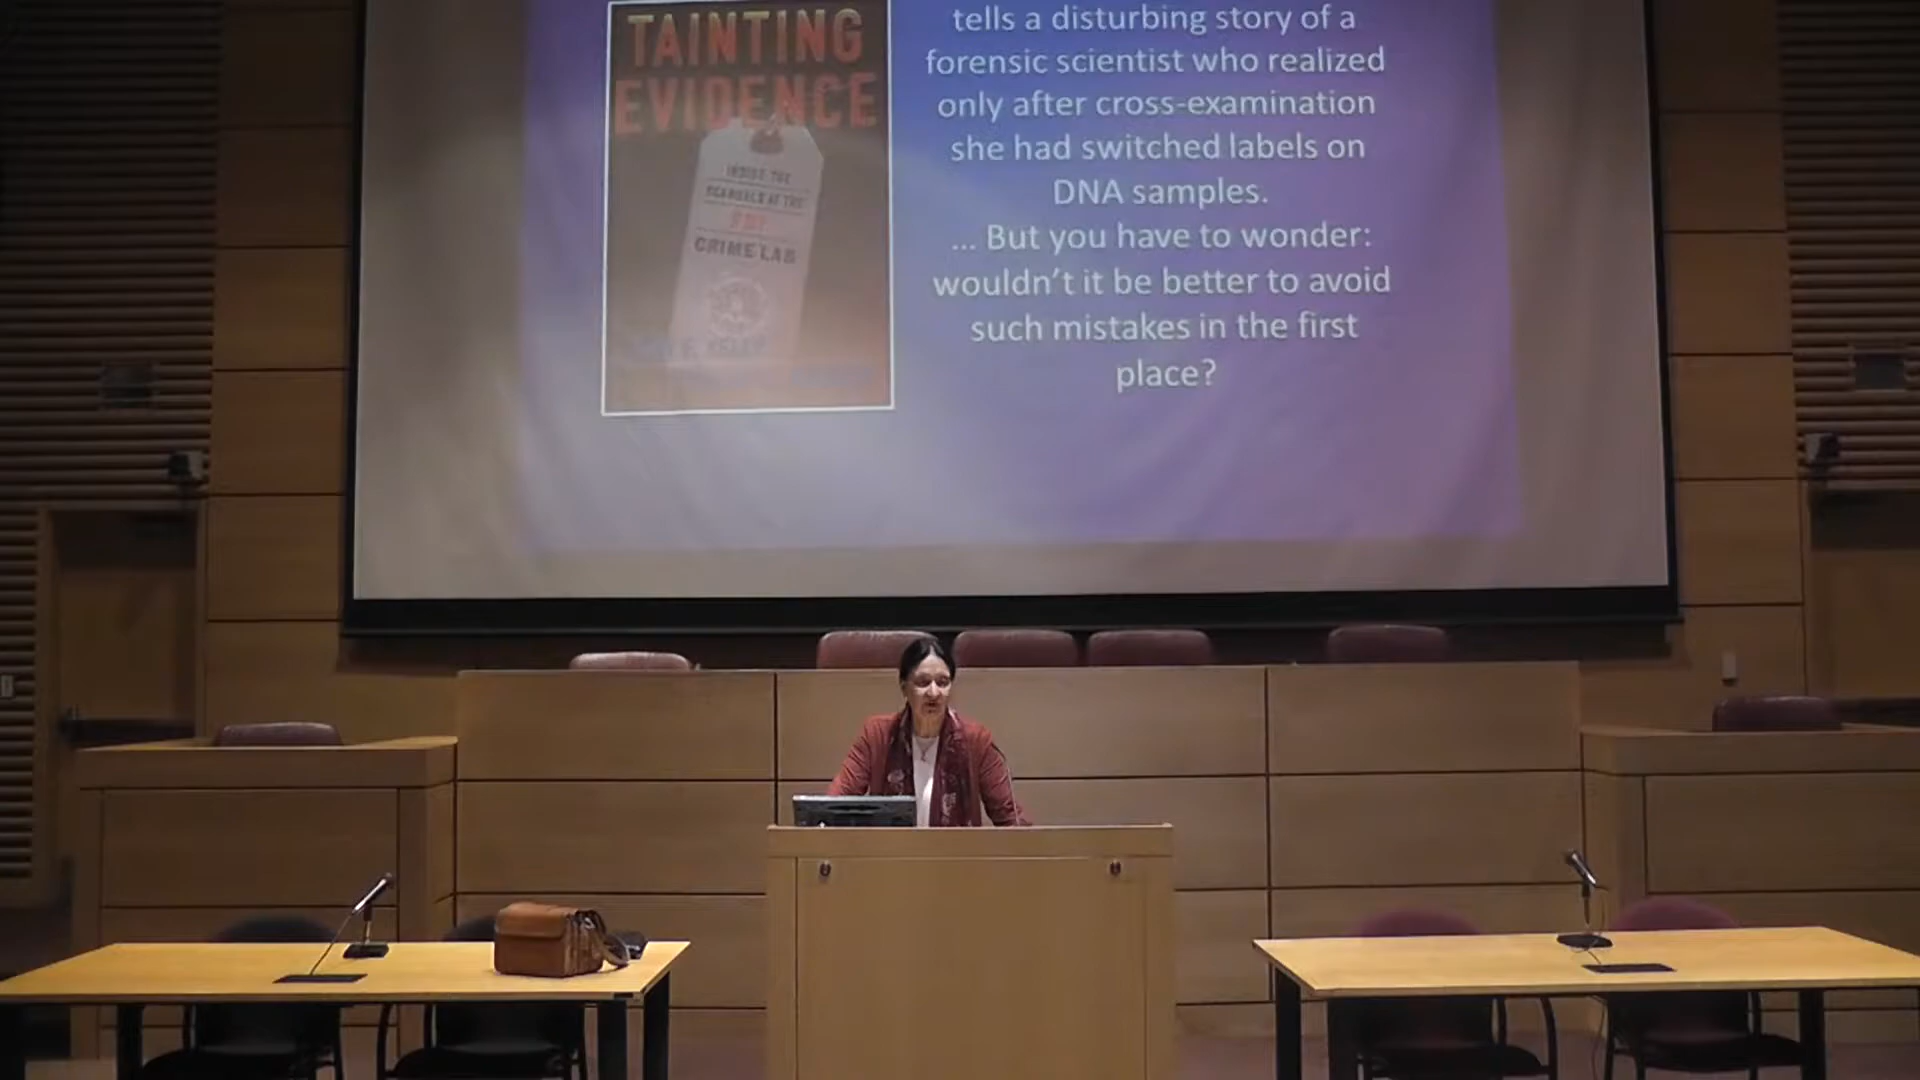 TAINTING
EVIDENCE
INSIDE THE
SCANDALS AT THE
FBI
CRIME LAB
tells a disturbing story of a
forensic scientist who realized
only after cross-examination
she had switched labels on
DNA samples.
... But you have to wonder:
wouldn't it be better to avoid
such mistakes in the first
place?